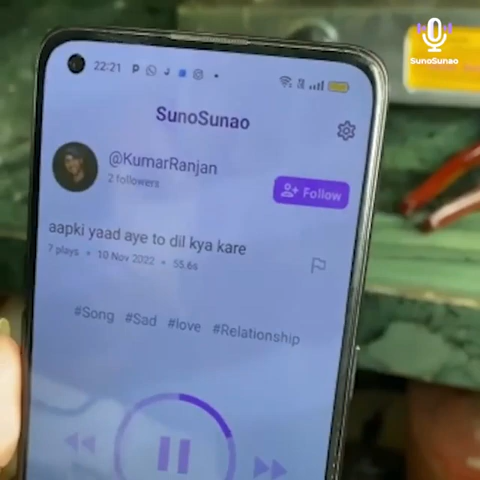 SunoSunao
22:21
SunoSunao
@KumarRanjan
2 followers
Follow
aapki yaad aye to dil kya kare
7 plays • 10 Nov 2022 • 55.6s
#Song #Sad #love #Relationship